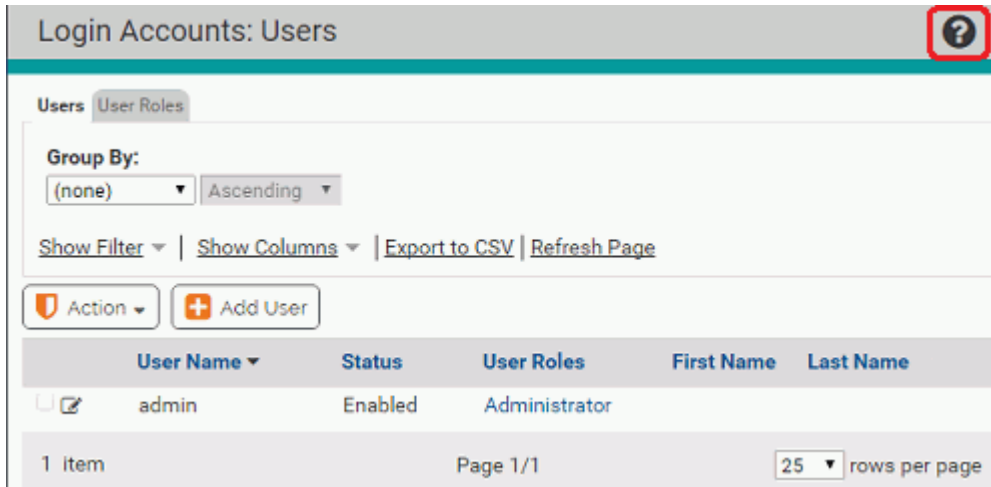 Login Accounts: Users ?
Users User Roles
Group By:
(none) Ascending
Show Filter | Show Columns | Export to CSV | Refresh Page
Action Add User
User Name Status User Roles First Name Last Name
admin Enabled Administrator
1 item Page 1/1 25 rows per page